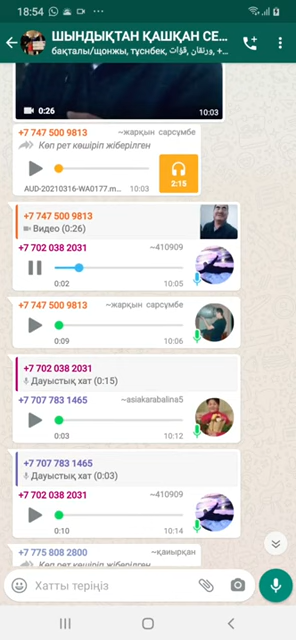 18:54
ШЫНДЫҚТАН ҚАШҚАН СЕ...
бақталы/щонжы, түснбек, قۋات, ورنقان, +...
0:26
10:03
+7 747 500 9813 ~жарқын сарсүмбе
Көп рет көшіріп жіберілген
AUD-20210316-WA0177.m... 10:03
2:15
+7 747 500 9813
Видео (0:26)
+7 702 038 2031 ~410909
0:02 10:05
+7 747 500 9813 ~жарқын сарсүмбе
0:09 10:06
+7 702 038 2031
Дауыстық хат (0:15)
+7 707 783 1465 ~asiakarabalina5
0:03 10:12
+7 707 783 1465
Дауыстық хат (0:03)
+7 702 038 2031 ~410909
0:10 10:14
+7 775 808 2800 ~қаиырқан
Көп рет көшіріп жіберілген
Хатты теріңіз